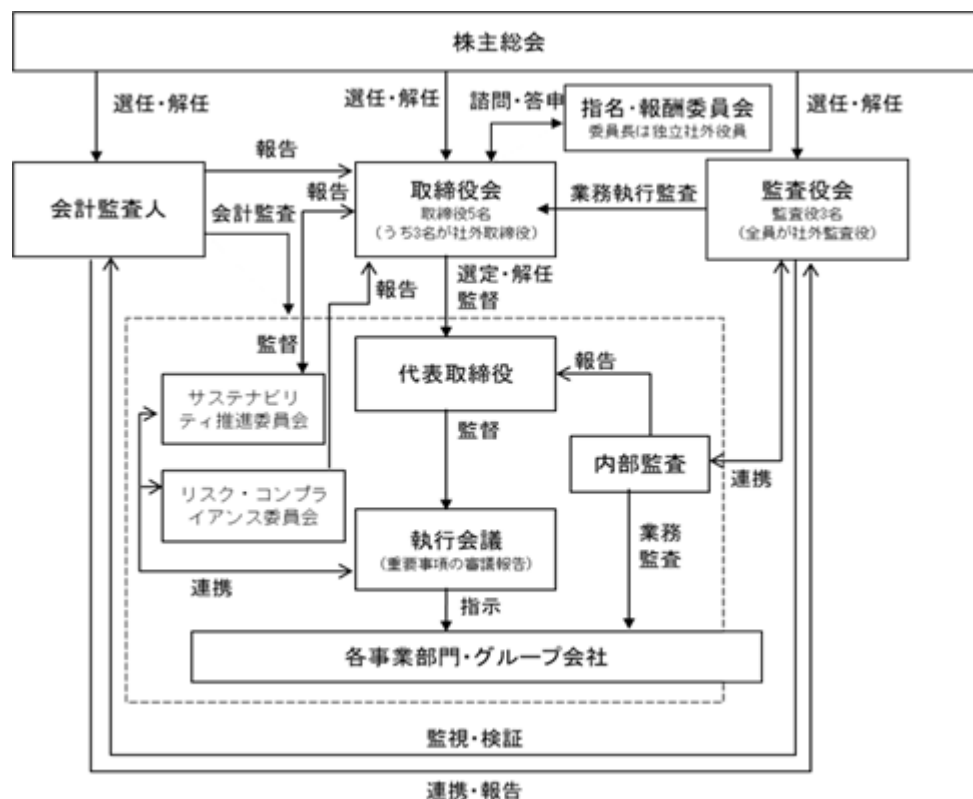 株主総会
選任・解任
選任・解任
諮問・答申
指名・報酬委員会
委員長は独立社外役員
選任・解任
報告
会計監査人
報告
取締役会
取締役5名
(うち3名が社外取締役)
業務執行監査
監査役会
監査役3名
(全員が社外監査役)
会計監査
報告
選定・解任
監督
監督
代表取締役
報告
サステナビリ
ティ推進委員会
監督
内部監査
連携
リスク・コンプラ
イアンス委員会
執行会議
(重要事項の審議報告)
業務
監査
連携
指示
各事業部門・グループ会社
監視・検証
連携・報告